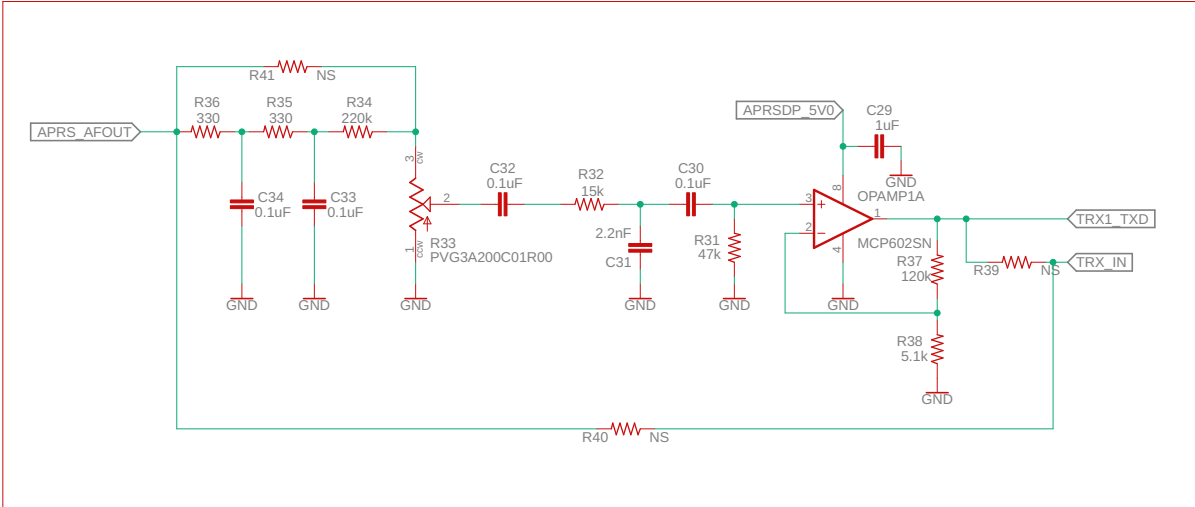 R41 NS
R36
330
R35
330
R34
220k
APRS_AFOUT
APRSDP_5V0
C29
1uF
GND
OPAMP1A
3
cw
2
1
ccw
C32
0.1uF
R32
15k
C30
0.1uF
C34
0.1uF
C33
0.1uF
R33
PVG3A200C01R00
2.2nF
C31
R31
47k
8
3
+
2
-
1
4
MCP602SN
TRX1_TXD
R37
120k
R39 NS
TRX_IN
GND
GND
GND
GND
GND
GND
R38
5.1k
GND
R40 NS